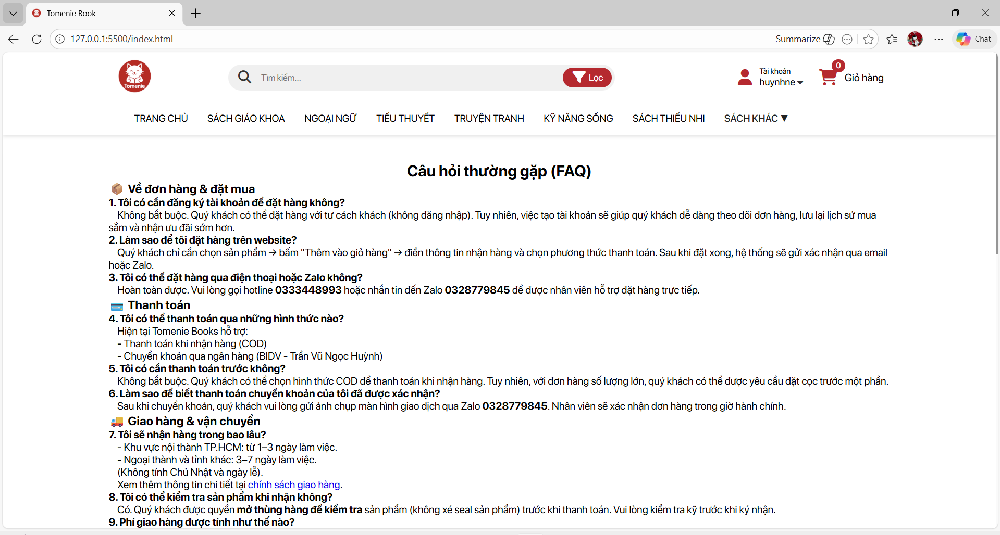 Tomenie Book
127.0.0.1:5500/index.html
Summarize
Chat
Tomenie
Tìm kiếm...
Lọc
Tài khoản
huynhne
0
Giỏ hàng
TRANG CHỦ SÁCH GIÁO KHOA NGOẠI NGỮ TIỂU THUYẾT TRUYỆN TRANH KỸ NĂNG SỐNG SÁCH THIẾU NHI SÁCH KHÁC ▼
Câu hỏi thường gặp (FAQ)
📦 Về đơn hàng & đặt mua
1. Tôi có cần đăng ký tài khoản để đặt hàng không?
Không bắt buộc. Quý khách có thể đặt hàng với tư cách khách (không đăng nhập). Tuy nhiên, việc tạo tài khoản sẽ giúp quý khách dễ dàng theo dõi đơn hàng, lưu lại lịch sử mua
sắm và nhận ưu đãi sớm hơn.
2. Làm sao để tôi đặt hàng trên website?
Quý khách chỉ cần chọn sản phẩm → bấm "Thêm vào giỏ hàng" → điền thông tin nhận hàng và chọn phương thức thanh toán. Sau khi đặt xong, hệ thống sẽ gửi xác nhận qua email
hoặc Zalo.
3. Tôi có thể đặt hàng qua điện thoại hoặc Zalo không?
Hoàn toàn được. Vui lòng gọi hotline 0333448993 hoặc nhắn tin đến Zalo 0328779845 để được nhân viên hỗ trợ đặt hàng trực tiếp.
💳 Thanh toán
4. Tôi có thể thanh toán qua những hình thức nào?
Hiện tại Tomenie Books hỗ trợ:
- Thanh toán khi nhận hàng (COD)
- Chuyển khoản qua ngân hàng (BIDV - Trần Vũ Ngọc Huỳnh)
5. Tôi có cần thanh toán trước không?
Không bắt buộc. Quý khách có thể chọn hình thức COD để thanh toán khi nhận hàng. Tuy nhiên, với đơn hàng số lượng lớn, quý khách có thể được yêu cầu đặt cọc trước một phần.
6. Làm sao để biết thanh toán chuyển khoản của tôi đã được xác nhận?
Sau khi chuyển khoản, quý khách vui lòng gửi ảnh chụp màn hình giao dịch qua Zalo 0328779845. Nhân viên sẽ xác nhận đơn hàng trong giờ hành chính.
🚚 Giao hàng & vận chuyển
7. Tôi sẽ nhận hàng trong bao lâu?
- Khu vực nội thành TP.HCM: từ 1–3 ngày làm việc.
- Ngoại thành và tỉnh khác: 3–7 ngày làm việc.
(Không tính Chủ Nhật và ngày lễ).
Xem thêm thông tin chi tiết tại chính sách giao hàng.
8. Tôi có thể kiểm tra sản phẩm khi nhận không?
Có. Quý khách được quyền mở thùng hàng để kiểm tra sản phẩm (không xé seal sản phẩm) trước khi thanh toán. Vui lòng kiểm tra kỹ trước khi ký nhận.
9. Phí giao hàng được tính như thế nào?